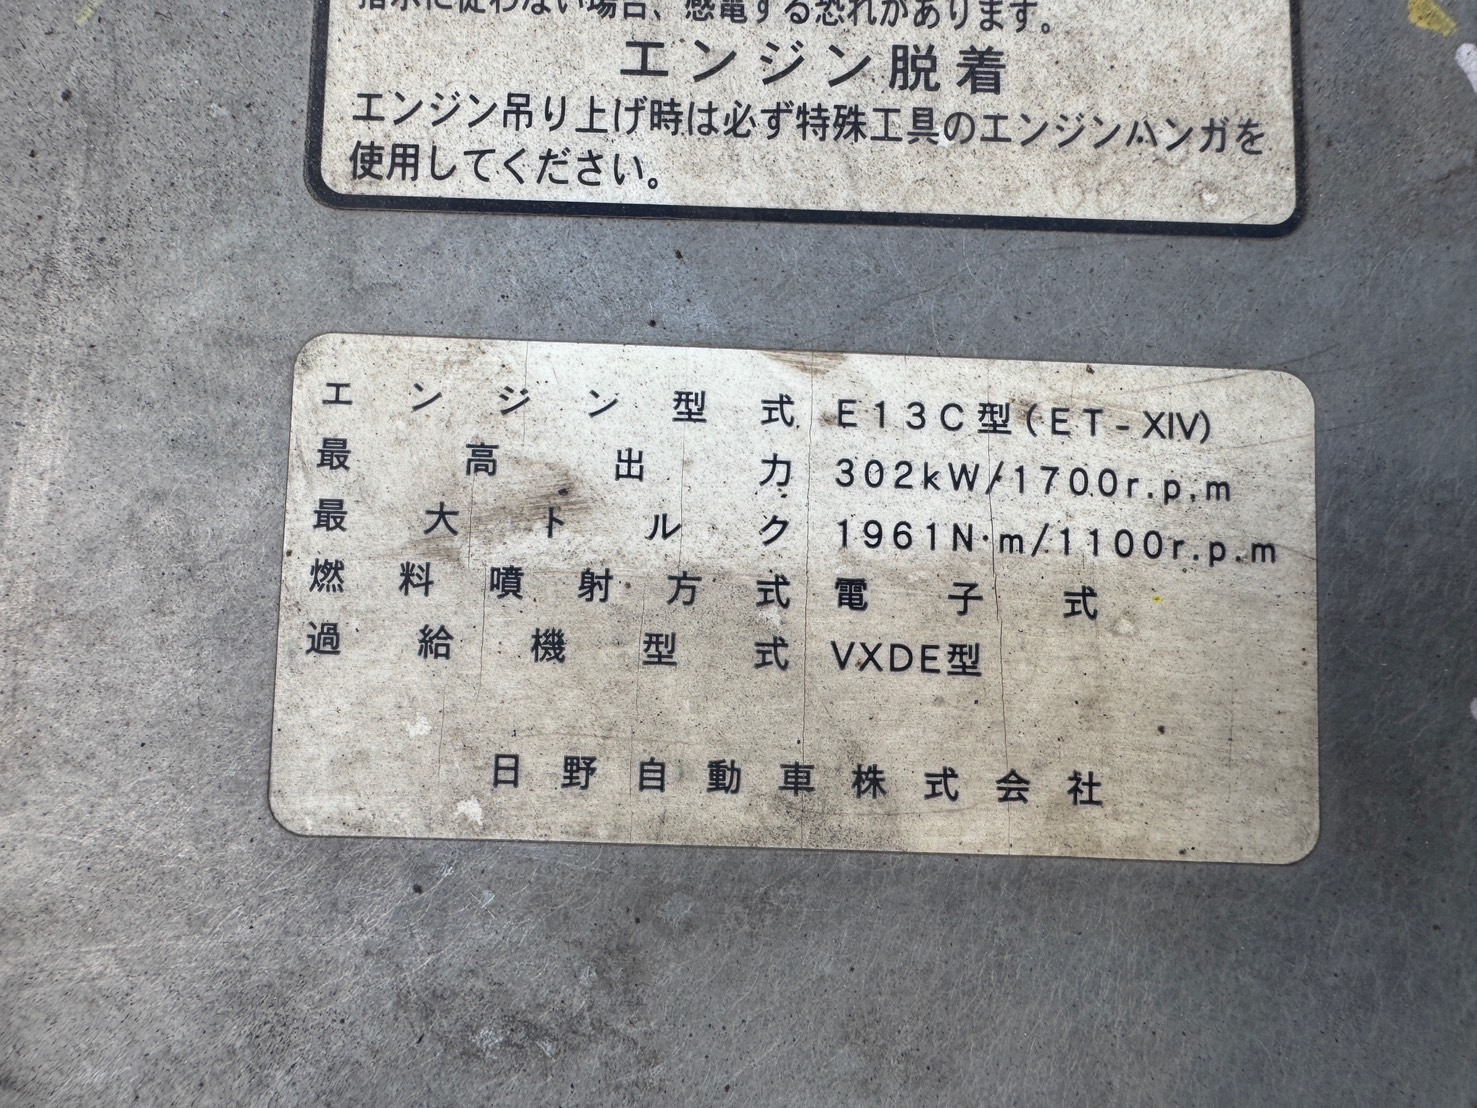 指示に従わない場合、感電する恐れがあります。
エンジン脱着
エンジン吊り上げ時は必ず特殊工具のエンジンハンガを
使用してください。
エンジン型式 E13C型(ET-XIV)
最高出力 302kW/1700r.p.m
最大トルク 1961N·m/1100r.p.m
燃料噴射方式 電子式
過給機型式 VXDE型
日野自動車株式会社